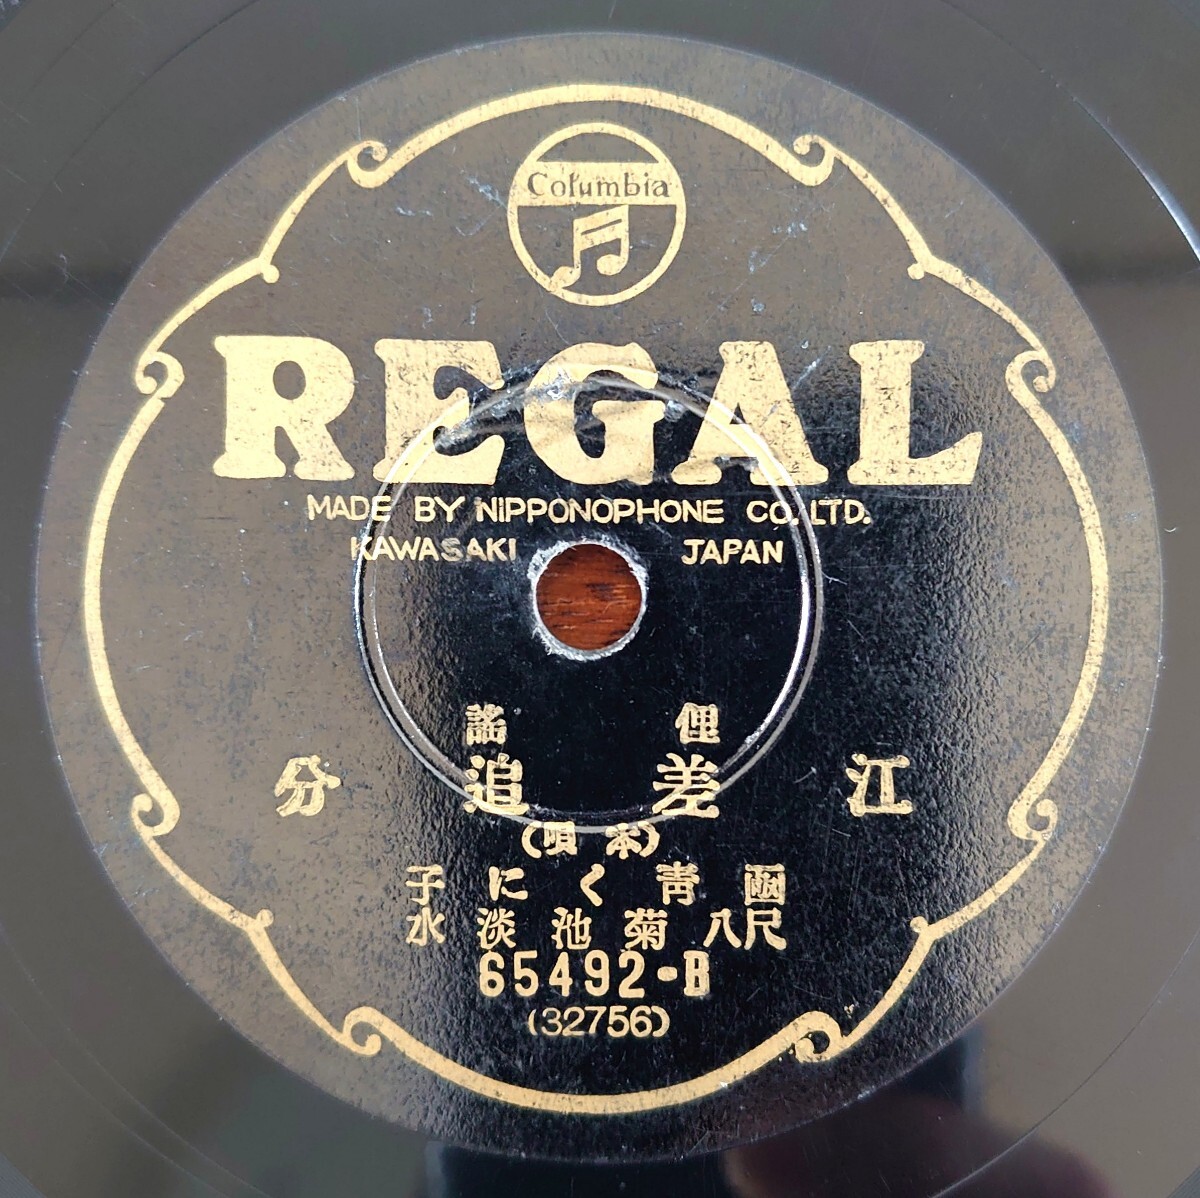 Columbia
REGAL
MADE BY NIPPONOPHONE CO. LTD.
KAWASAKI JAPAN
俚謠
江差追分
(本唄)
函青くに子
尺八菊池淡水
65492-B
(32756)